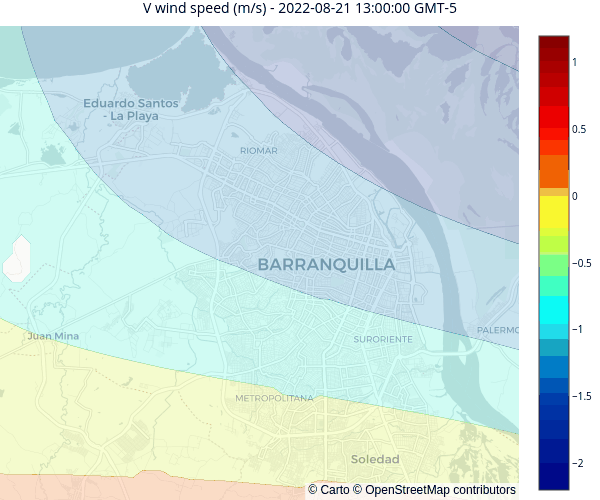 V wind speed (m/s) - 2022-08-21 13:00:00 GMT-5
Eduardo Santos
- La Playa
RIOMAR
BARRANQUILLA
Juan Mina
SURORIENTE
PALERMO
METROPOLITANA
Soledad
© Carto © OpenStreetMap contributors
1
0.5
0
−0.5
−1
−1.5
−2